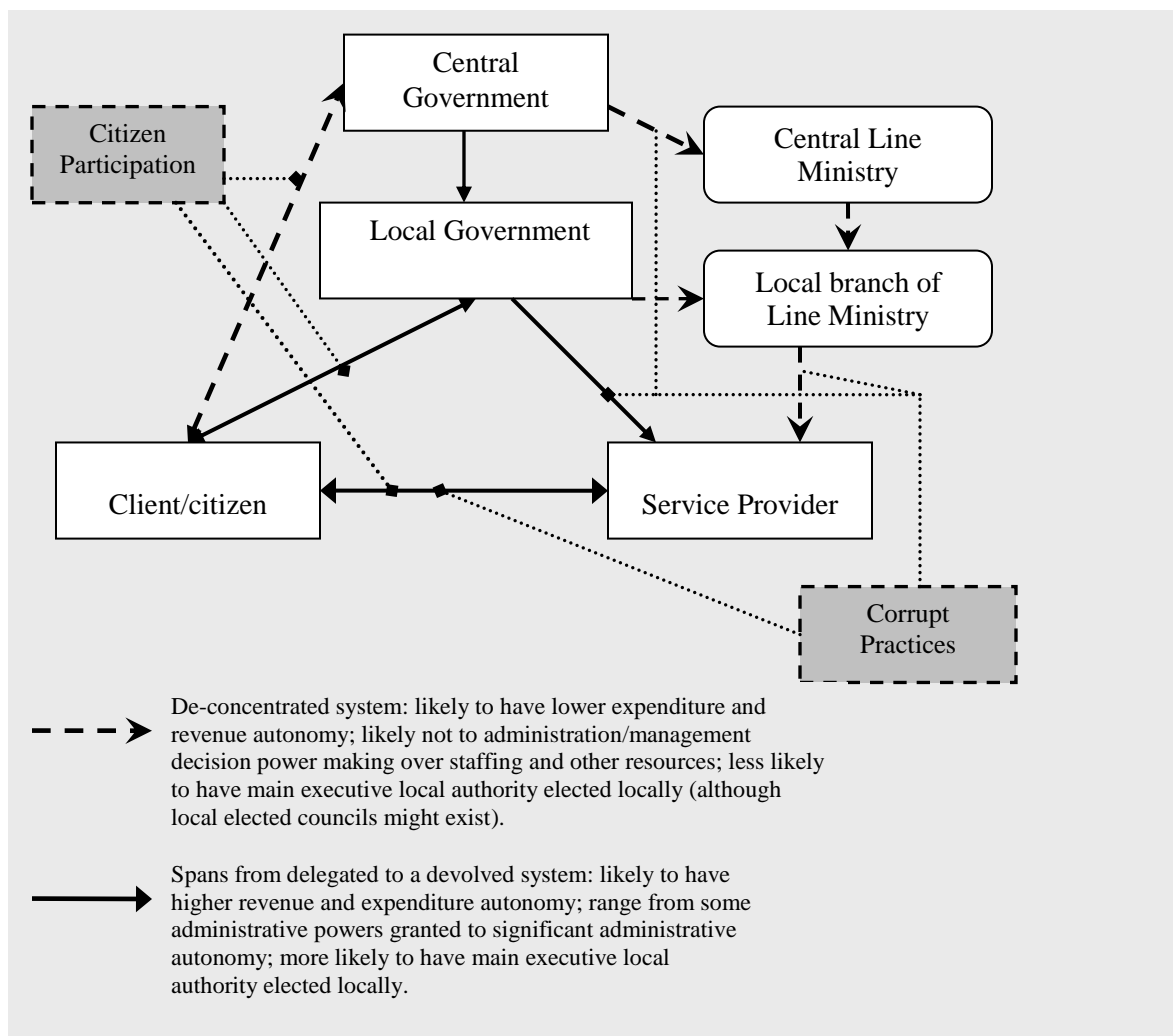 Central
Government
Citizen
Participation
Central Line
Ministry
Local Government
Local branch of
Line Ministry
Client/citizen
Service Provider
Corrupt
Practices
De-concentrated system: likely to have lower expenditure and
revenue autonomy; likely not to administration/management
decision power making over staffing and other resources; less likely
to have main executive local authority elected locally (although
local elected councils might exist).
Spans from delegated to a devolved system: likely to have
higher revenue and expenditure autonomy; range from some
administrative powers granted to significant administrative
autonomy; more likely to have main executive local
authority elected locally.